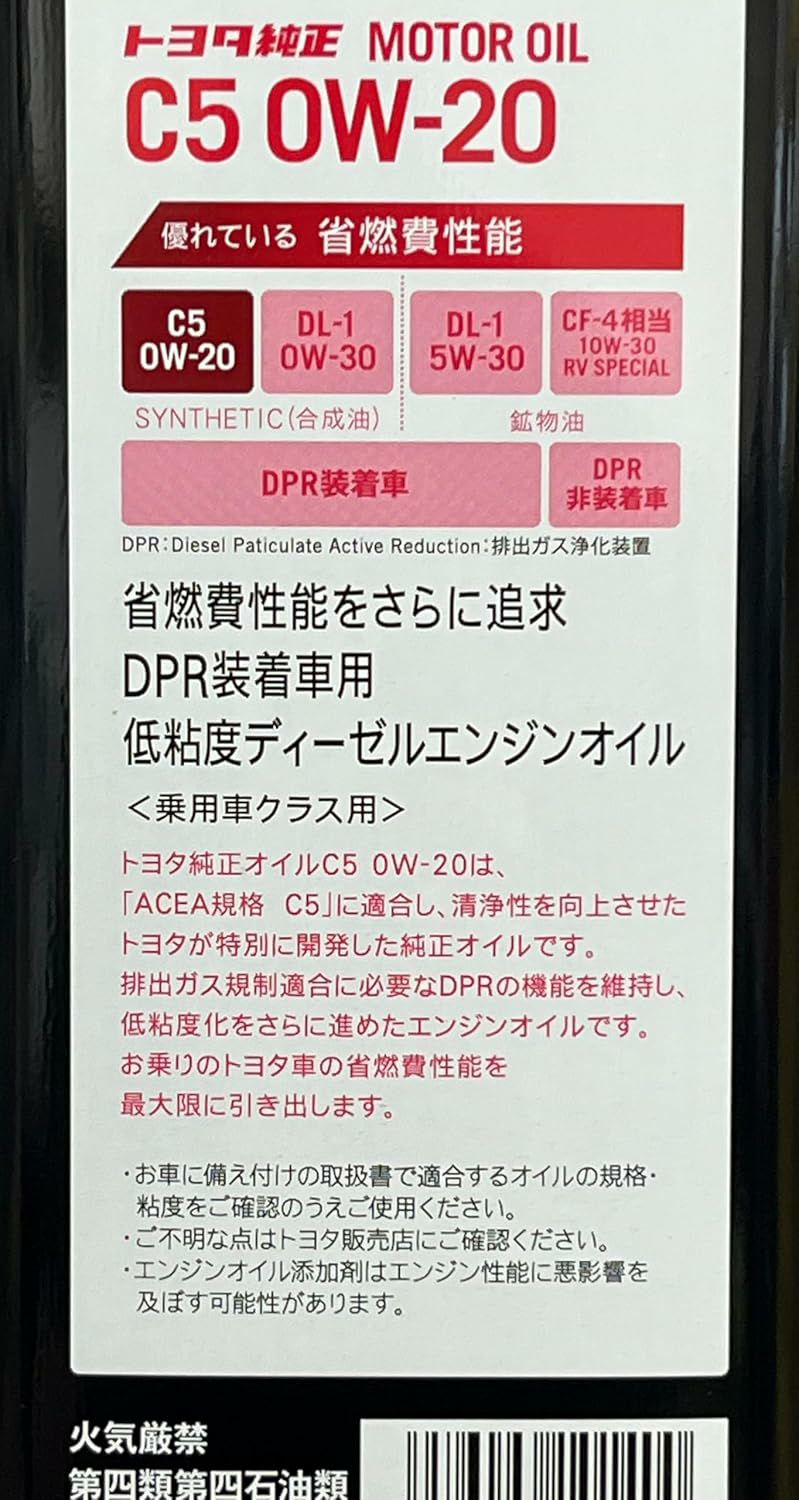 トヨタ純正 MOTOR OIL
C5 0W-20
優れている 省燃費性能
C5
0W-20
DL-1
0W-30
DL-1
5W-30
CF-4相当
10W-30
RV SPECIAL
SYNTHETIC(合成油)
鉱物油
DPR装着車
DPR
非装着車
DPR:Diesel Paticulate Active Reduction:排出ガス浄化装置
省燃費性能をさらに追求
DPR装着車用
低粘度ディーゼルエンジンオイル
<乗用車クラス用>
トヨタ純正オイルC5 0W-20は、
「ACEA規格 C5」に適合し、清浄性を向上させた
トヨタが特別に開発した純正オイルです。
排出ガス規制適合に必要なDPRの機能を維持し、
低粘度化をさらに進めたエンジンオイルです。
お乗りのトヨタ車の省燃費性能を
最大限に引き出します。
・お車に備え付けの取扱書で適合するオイルの規格・
粘度をご確認のうえご使用ください。
・ご不明な点はトヨタ販売店にご確認ください。
・エンジンオイル添加剤はエンジン性能に悪影響を
及ぼす可能性があります。
火気厳禁
第四類第四石油類